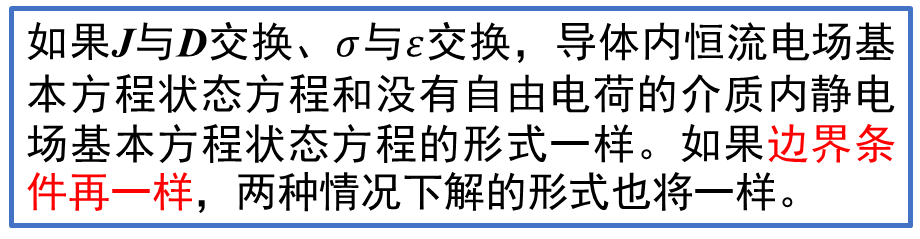 如果J与D交换、σ与ε交换，导体内恒流电场基
本方程状态方程和没有自由电荷的介质内静电
场基本方程状态方程的形式一样。如果边界条
件再一样，两种情况下解的形式也将一样。